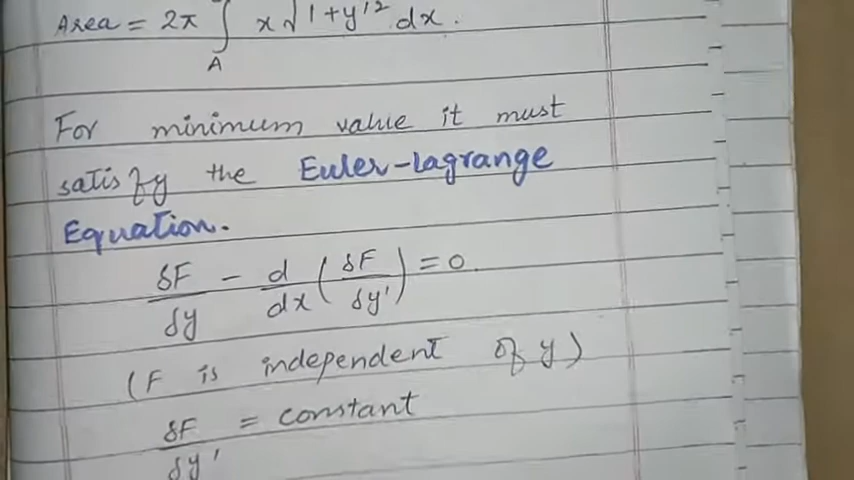 Area = 2π ∫ x√1+y'² dx.
A
For minimum value it must
satisfy the Euler-Lagrange
Equation.
δF/δy - d/dx (δF/δy') = 0.
(F is independent of y)
δF/δy' = constant